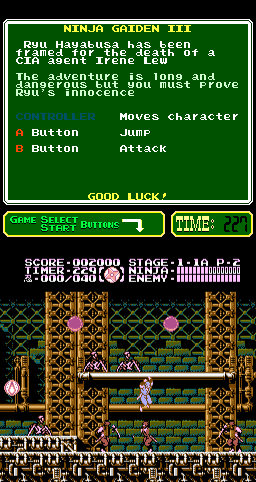 NINJA GAIDEN III
Ryu Hayabusa has been
framed for the death of a
CIA agent Irene Lew
The adventure is long and
dangerous but you must prove
Ryu's innocence
CONTROLLER Moves character
A Button Jump
B Button Attack
GOOD LUCK!
GAME SELECT
START BUTTONS
TIME: 227
SCORE-002000 STAGE-1-1A P-2
TIMER-229 NINJA-
-000/040 ENEMY-